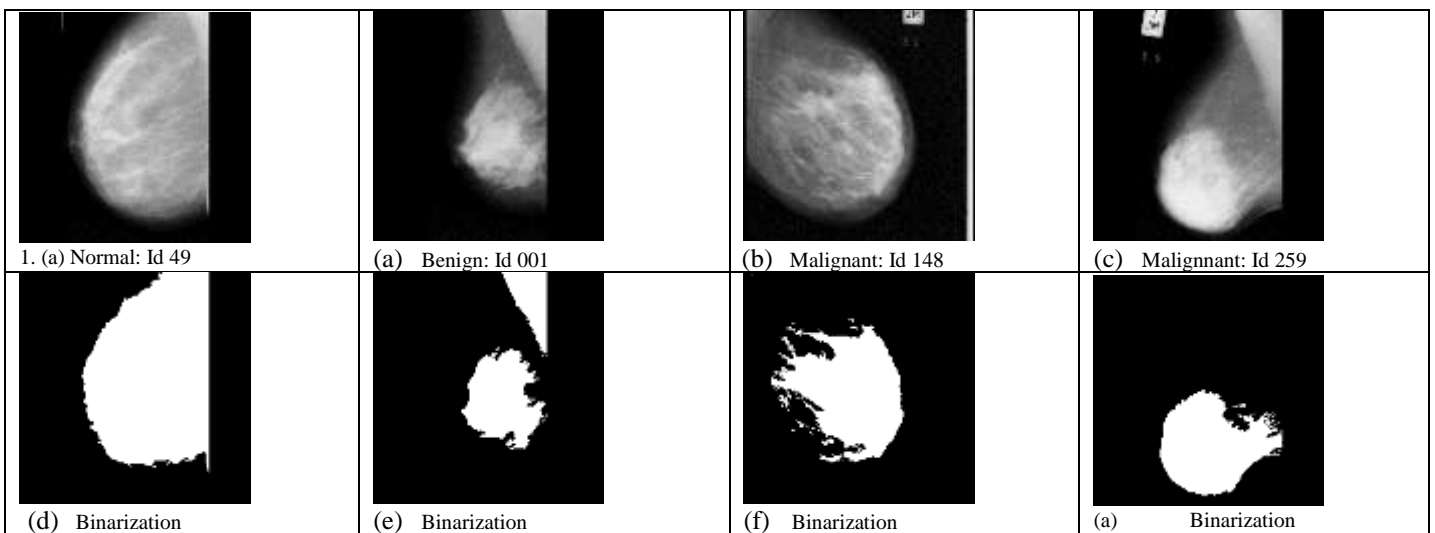 1. (a) Normal: Id 49
(a) Benign: Id 001
(b) Malignant: Id 148
(c) Malignnant: Id 259
(d) Binarization
(e) Binarization
(f) Binarization
(a) Binarization